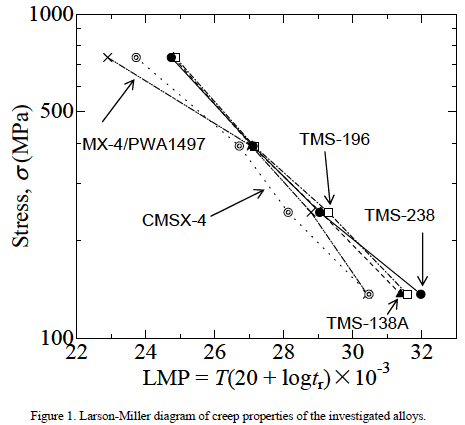 1000
500
Stress, σ (MPa)
MX-4/PWA1497
TMS-196
CMSX-4
TMS-238
TMS-138A
100
22 24 26 28 30 32
LMP = T(20 + logtr)×10-3
Figure 1. Larson-Miller diagram of creep properties of the investigated alloys.